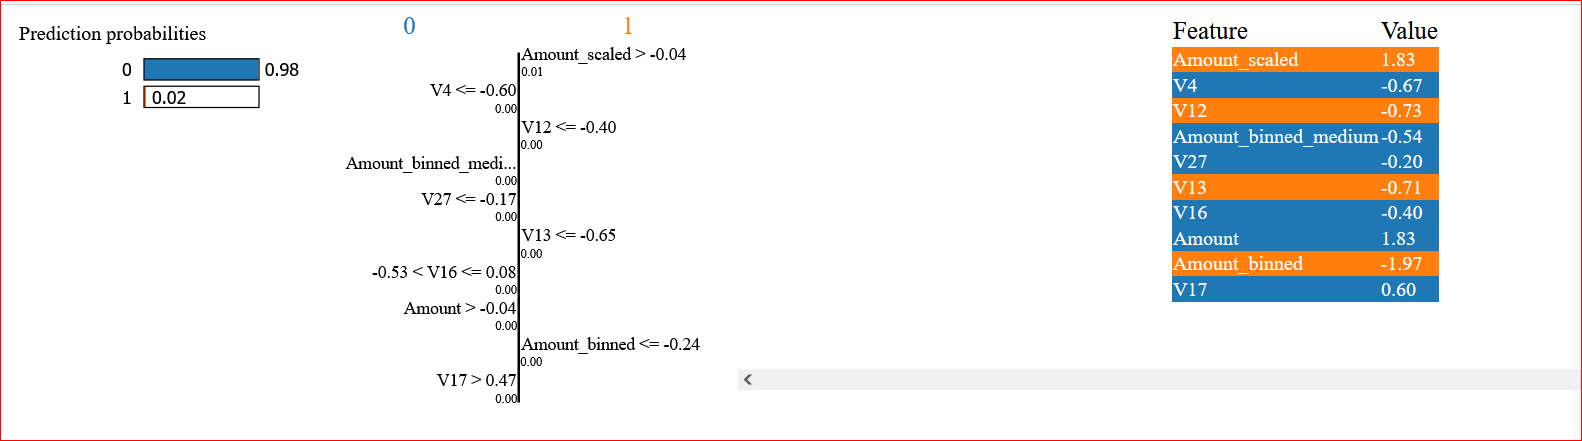 Prediction probabilities
0 0.98
1 0.02
0 1
Amount_scaled > -0.04
0.01
V4 <= -0.60
0.00
V12 <= -0.40
0.00
Amount_binned_medi...
0.00
V27 <= -0.17
0.00
V13 <= -0.65
0.00
-0.53 < V16 <= 0.08
0.00
Amount > -0.04
0.00
Amount_binned <= -0.24
0.00
V17 > 0.47
0.00
Feature Value
Amount_scaled 1.83
V4 -0.67
V12 -0.73
Amount_binned_medium -0.54
V27 -0.20
V13 -0.71
V16 -0.40
Amount 1.83
Amount_binned -1.97
V17 0.60